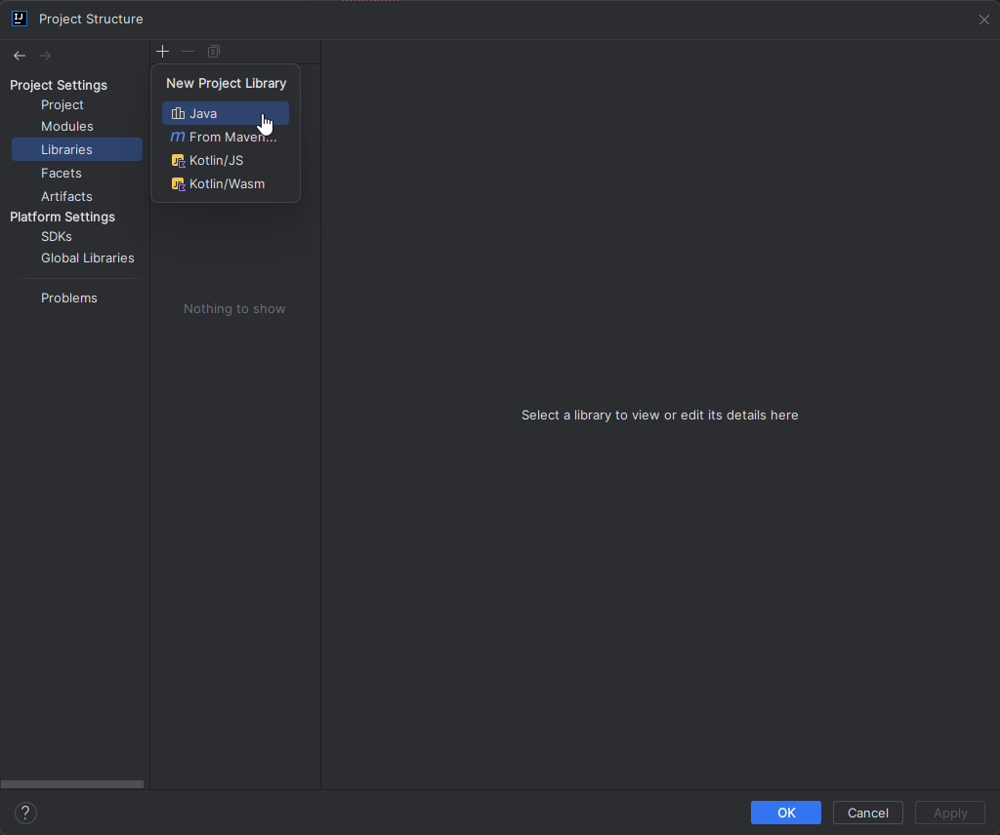 Project Structure
Project Settings
Project
Modules
Libraries
Facets
Artifacts
Platform Settings
SDKs
Global Libraries
Problems
New Project Library
Java
From Maven...
Kotlin/JS
Kotlin/Wasm
Nothing to show
Select a library to view or edit its details here
?
OK
Cancel
Apply